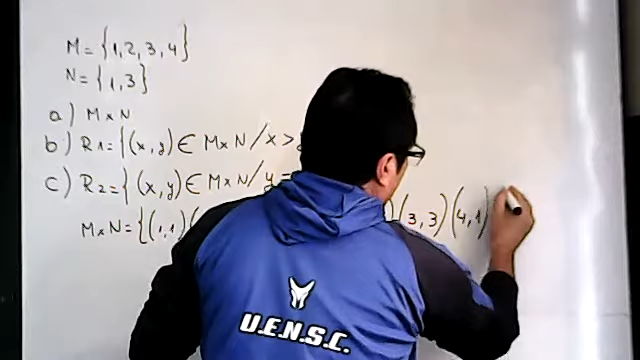 M = {1, 2, 3, 4}
N = {1, 3}
a) M x N
b) R1 = {(x, y) ∈ M x N / x >
c) R2 = {(x, y) ∈ M x N / y =
M x N = {(1,1) ( ) (3, 3) (4, 1)
U.E.N.S.C.